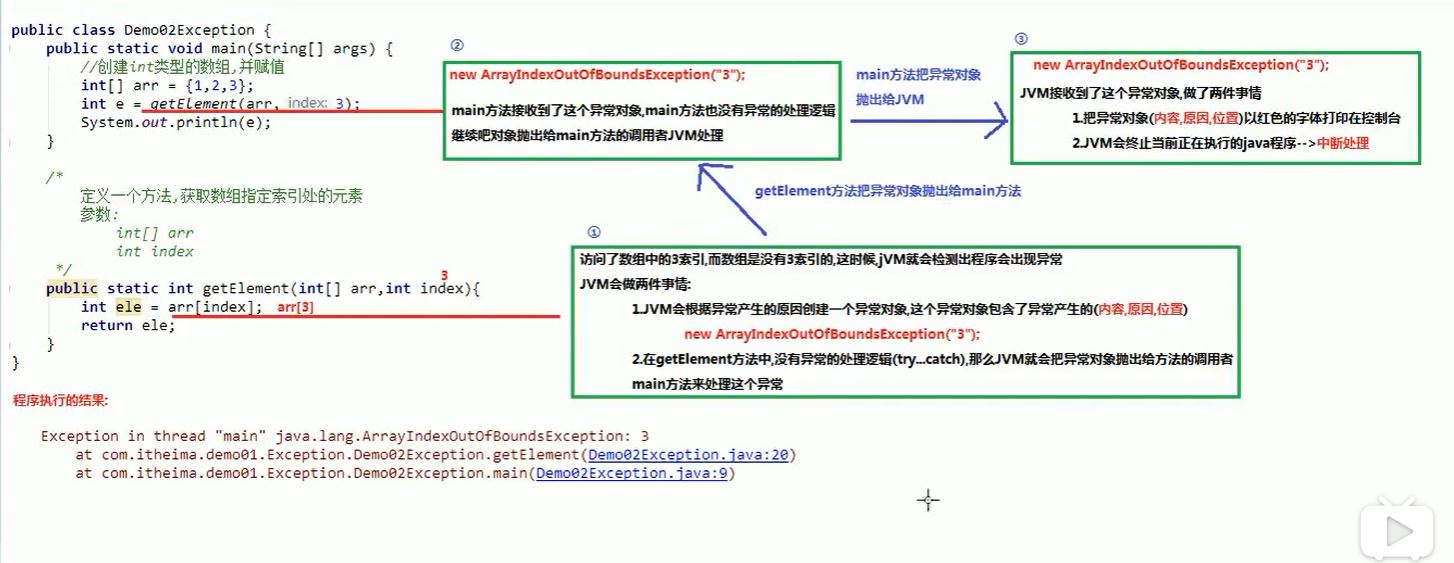 public class Demo02Exception {
public static void main(String[] args) {
//创建int类型的数组,并赋值
int[] arr = {1,2,3};
int e = getElement(arr, index: 3);
System.out.println(e);
}
/*
定义一个方法,获取数组指定索引处的元素
参数:
int[] arr
int index
*/
3
public static int getElement(int[] arr,int index){
int ele = arr[index]; arr[3]
return ele;
}
}
①
访问了数组中的3索引,而数组是没有3索引的,这时候,jVM就会检测出程序会出现异常
JVM会做两件事情:
1.JVM会根据异常产生的原因创建一个异常对象,这个异常对象包含了异常产生的(内容,原因,位置)
new ArrayIndexOutOfBoundsException("3");
2.在getElement方法中,没有异常的处理逻辑(try...catch),那么JVM就会把异常对象抛出给方法的调用者
main方法来处理这个异常
getElement方法把异常对象抛出给main方法
②
new ArrayIndexOutOfBoundsException("3");
main方法接收到了这个异常对象,main方法也没有异常的处理逻辑
继续吧对象抛出给main方法的调用者JVM处理
main方法把异常对象
抛出给JVM
③
new ArrayIndexOutOfBoundsException("3");
JVM接收到了这个异常对象,做了两件事情
1.把异常对象(内容,原因,位置)以红色的字体打印在控制台
2.JVM会终止当前正在执行的java程序-->中断处理
程序执行的结果:
Exception in thread "main" java.lang.ArrayIndexOutOfBoundsException: 3
at com.itheima.demo01.Exception.Demo02Exception.getElement(Demo02Exception.java:20)
at com.itheima.demo01.Exception.Demo02Exception.main(Demo02Exception.java:9)